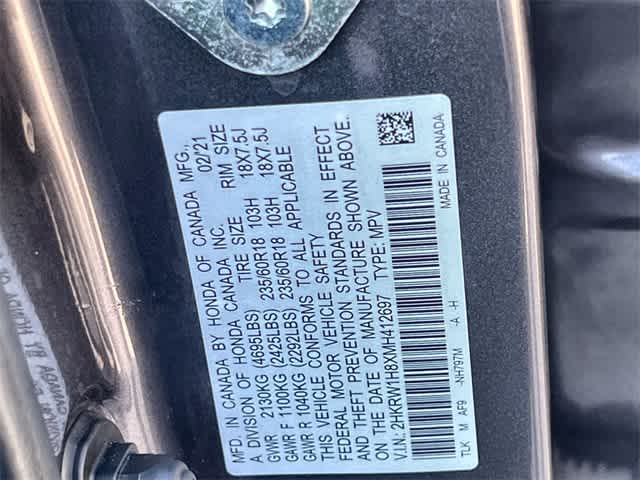 MFD. IN CANADA BY HONDA OF CANADA MFG.,
A DIVISION OF HONDA CANADA INC. 02/21
TIRE SIZE RIM SIZE
GVWR 2130KG (4695LBS)
GAWR F 1100KG (2425LBS) 235/60R18 103H 18X7.5J
GAWR R 1040KG (2292LBS) 235/60R18 103H 18X7.5J
THIS VEHICLE CONFORMS TO ALL APPLICABLE
FEDERAL MOTOR VEHICLE SAFETY
AND THEFT PREVENTION STANDARDS IN EFFECT
ON THE DATE OF MANUFACTURE SHOWN ABOVE.
V.I.N.: 2HKRW1H8XMH412697 TYPE: MPV
TLK M AF9 -NH797M -A -H MADE IN CANADA